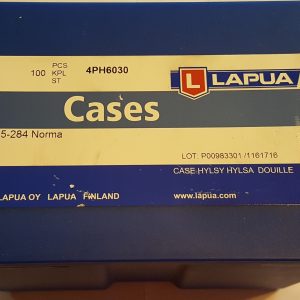 PCS
100 KPL 4PH6030
ST
L LAPUA
Cases
5-284 Norma
LOT: P00983301 /1161716
CASE HYLSY HYLSA DOUILLE
LAPUA OY LAPUA FINLAND
www.lapua.com